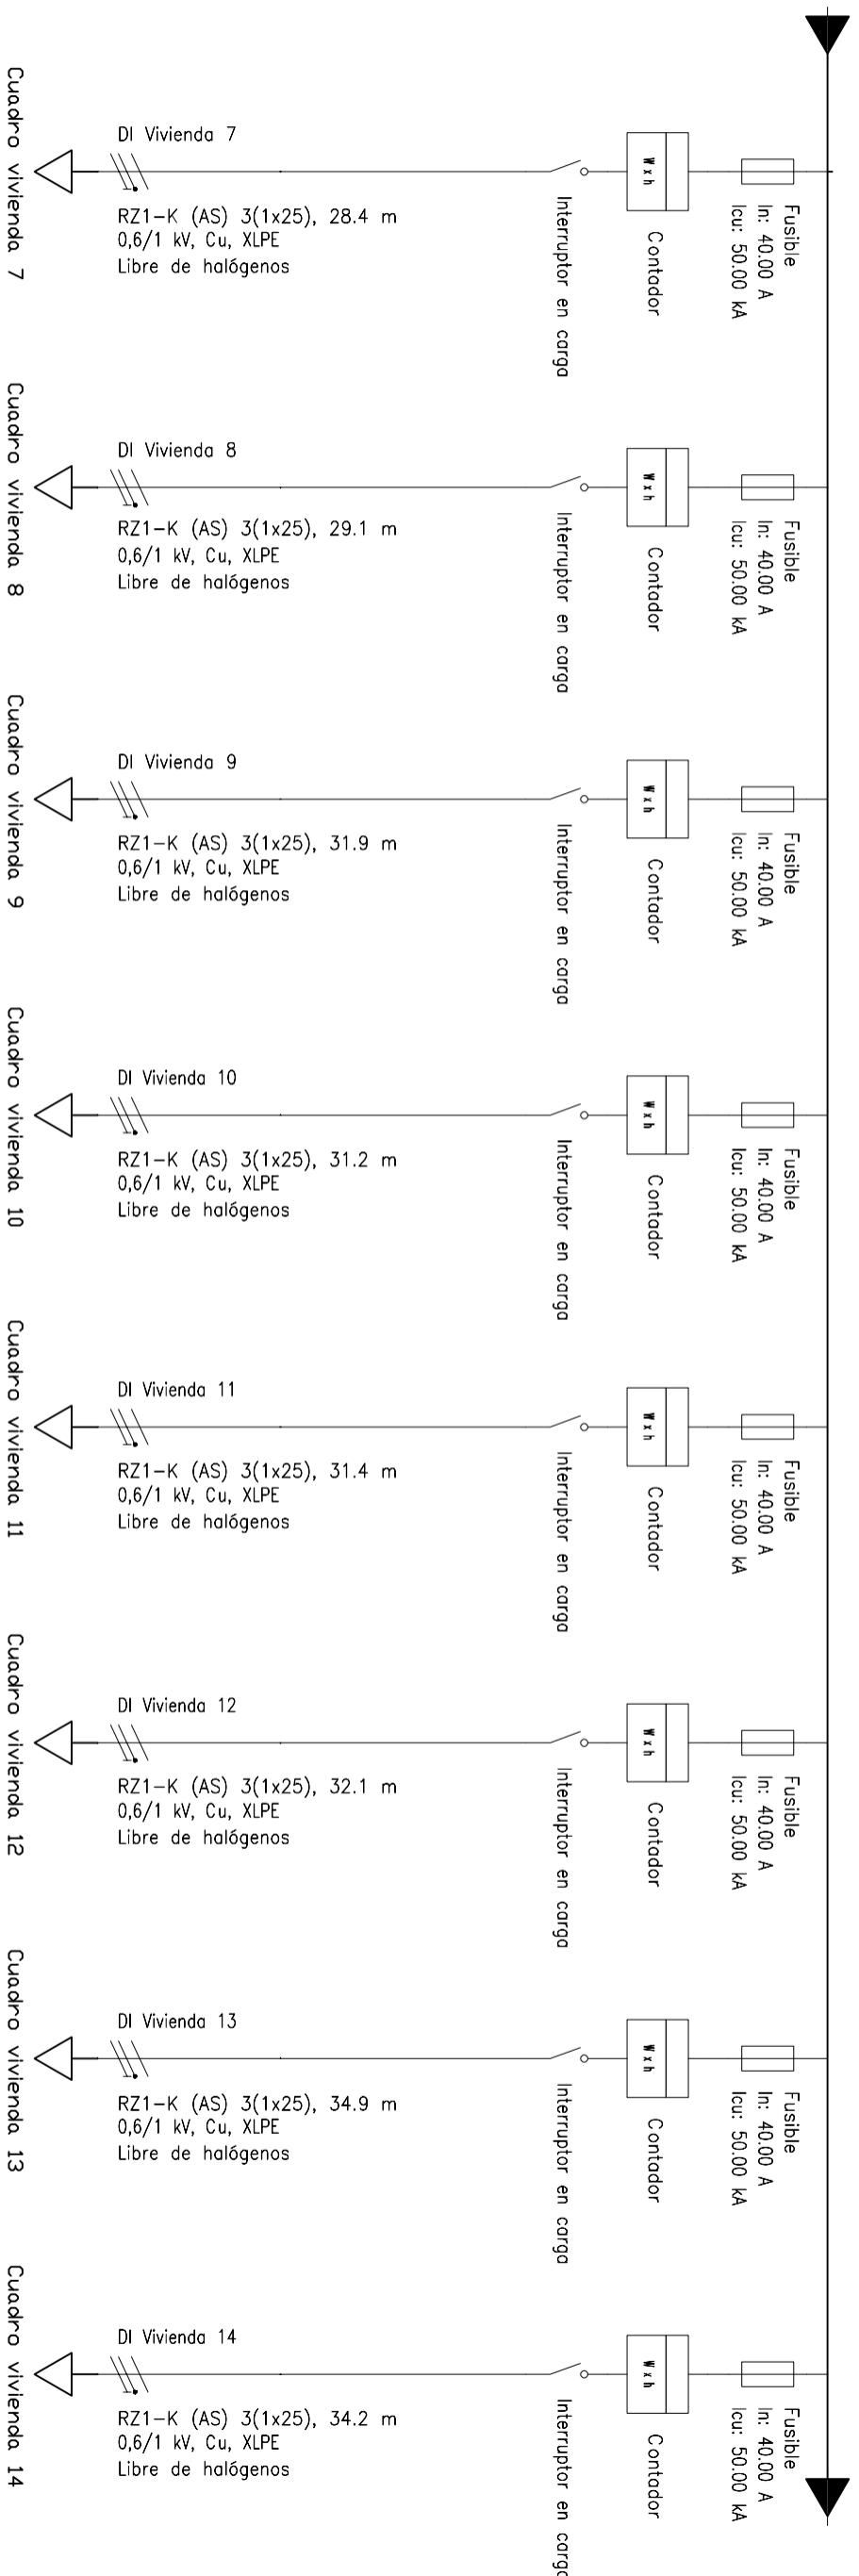 Fusible
In: 40.00 A
Icu: 50.00 kA
Contador
W x h
Interruptor en carga
DI Vivienda 7
RZ1-K (AS) 3(1x25), 28.4 m
0,6/1 kV, Cu, XLPE
Libre de halógenos
Cuadro vivienda 7
Fusible
In: 40.00 A
Icu: 50.00 kA
Contador
W x h
Interruptor en carga
DI Vivienda 8
RZ1-K (AS) 3(1x25), 29.1 m
0,6/1 kV, Cu, XLPE
Libre de halógenos
Cuadro vivienda 8
Fusible
In: 40.00 A
Icu: 50.00 kA
Contador
W x h
Interruptor en carga
DI Vivienda 9
RZ1-K (AS) 3(1x25), 31.9 m
0,6/1 kV, Cu, XLPE
Libre de halógenos
Cuadro vivienda 9
Fusible
In: 40.00 A
Icu: 50.00 kA
Contador
W x h
Interruptor en carga
DI Vivienda 10
RZ1-K (AS) 3(1x25), 31.2 m
0,6/1 kV, Cu, XLPE
Libre de halógenos
Cuadro vivienda 10
Fusible
In: 40.00 A
Icu: 50.00 kA
Contador
W x h
Interruptor en carga
DI Vivienda 11
RZ1-K (AS) 3(1x25), 31.4 m
0,6/1 kV, Cu, XLPE
Libre de halógenos
Cuadro vivienda 11
Fusible
In: 40.00 A
Icu: 50.00 kA
Contador
W x h
Interruptor en carga
DI Vivienda 12
RZ1-K (AS) 3(1x25), 32.1 m
0,6/1 kV, Cu, XLPE
Libre de halógenos
Cuadro vivienda 12
Fusible
In: 40.00 A
Icu: 50.00 kA
Contador
W x h
Interruptor en carga
DI Vivienda 13
RZ1-K (AS) 3(1x25), 34.9 m
0,6/1 kV, Cu, XLPE
Libre de halógenos
Cuadro vivienda 13
Fusible
In: 40.00 A
Icu: 50.00 kA
Contador
W x h
Interruptor en carga
DI Vivienda 14
RZ1-K (AS) 3(1x25), 34.2 m
0,6/1 kV, Cu, XLPE
Libre de halógenos
Cuadro vivienda 14